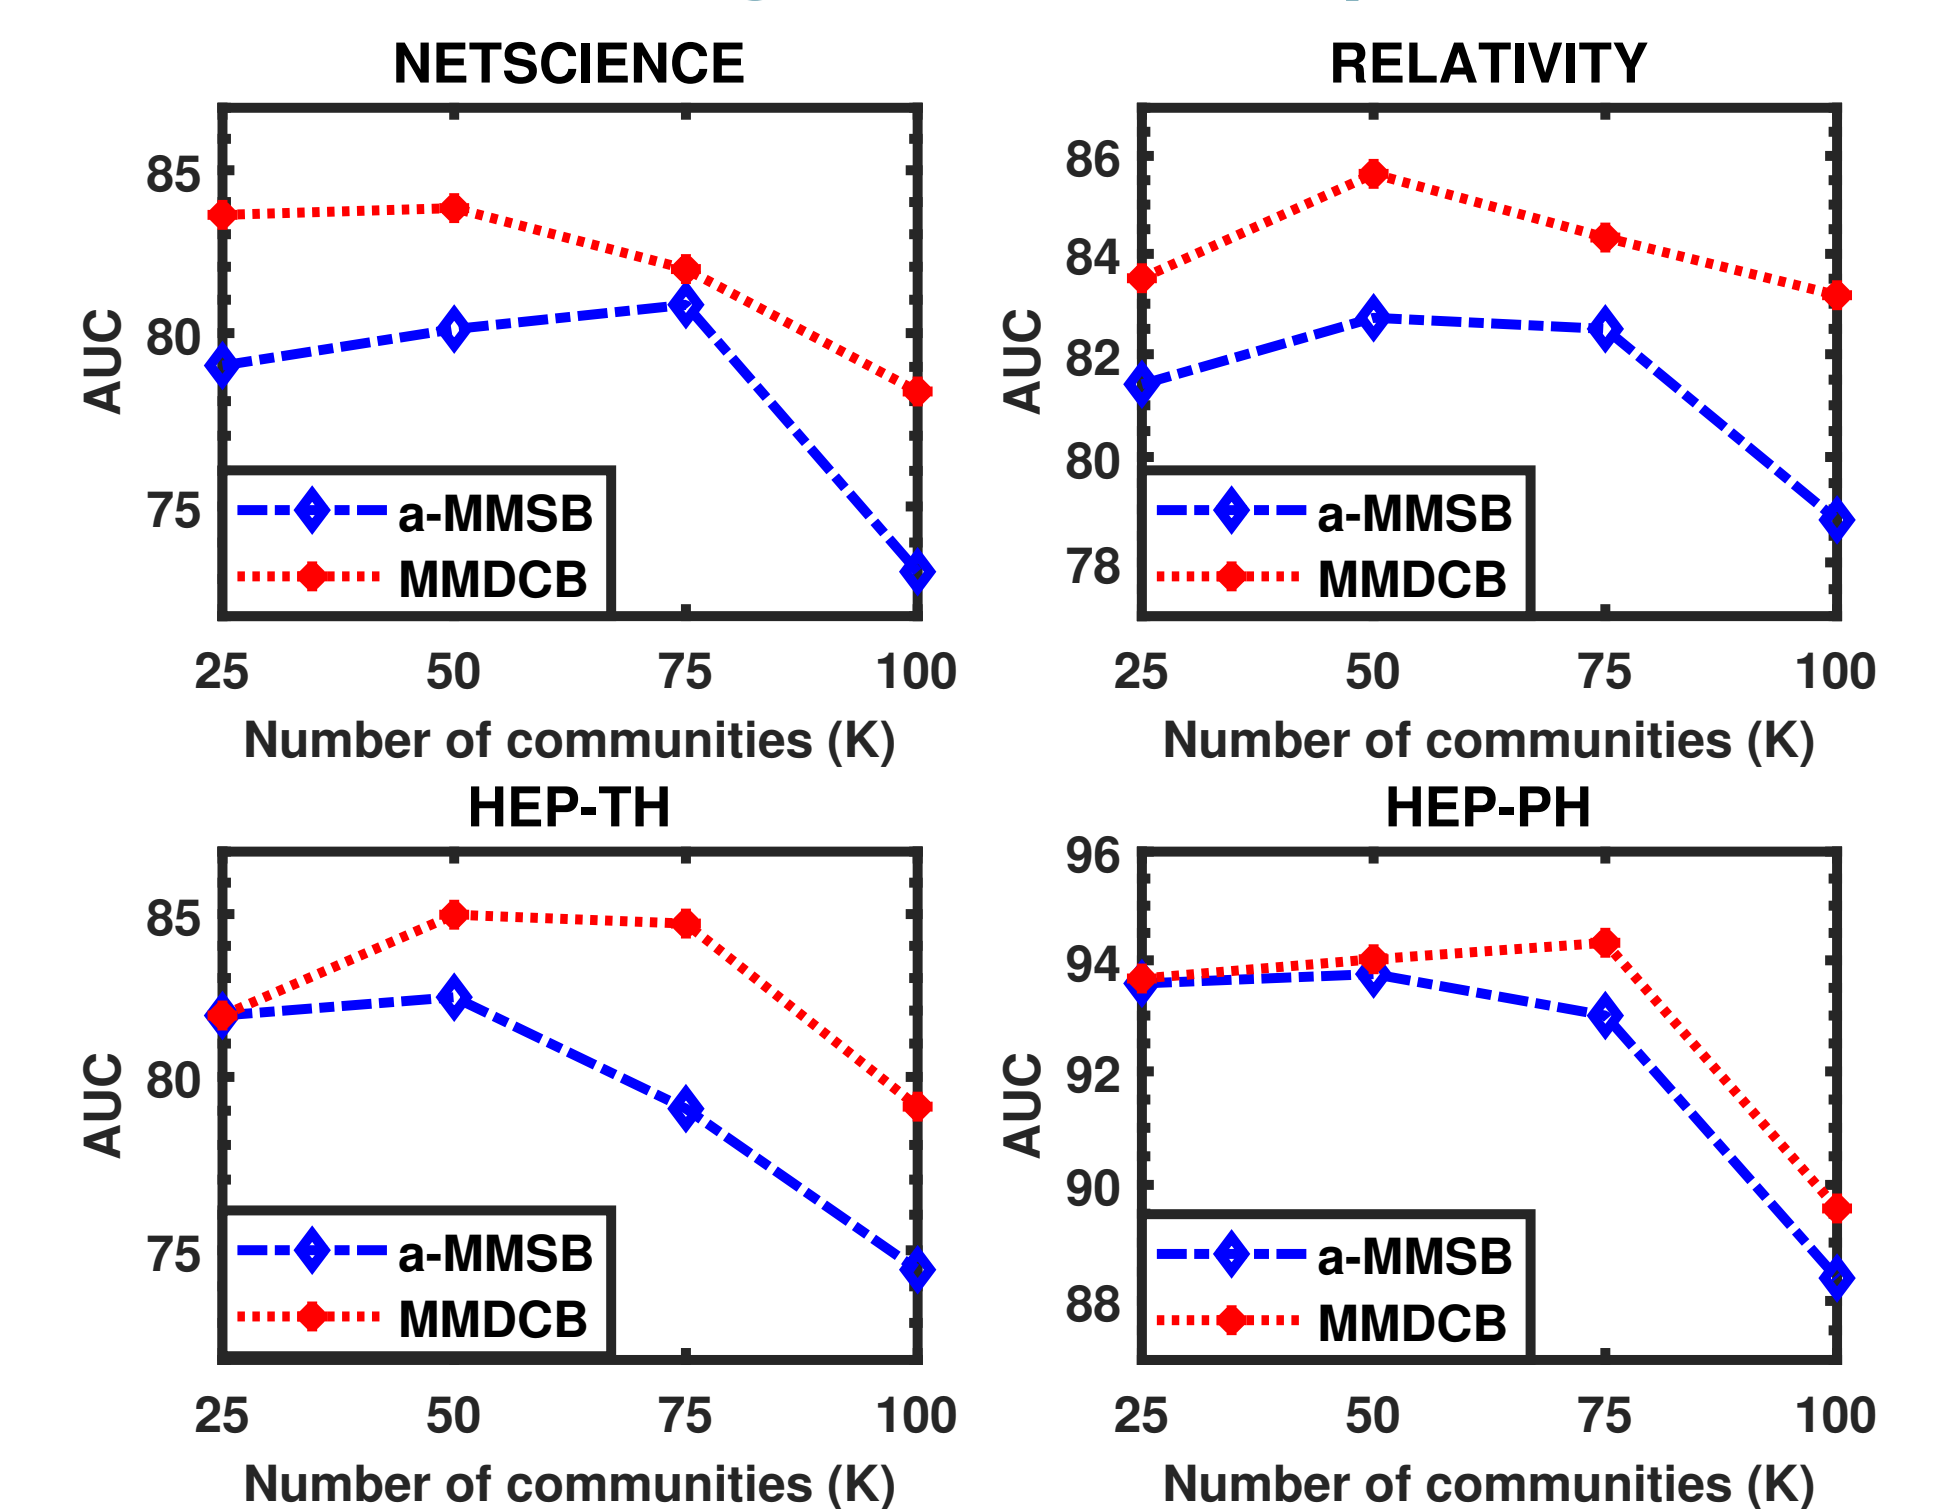 NETSCIENCE
85
80
75
AUC
a-MMSB
MMDCB
25 50 75 100
Number of communities (K)
RELATIVITY
86
84
82
80
78
AUC
a-MMSB
MMDCB
25 50 75 100
Number of communities (K)
HEP-TH
85
80
75
AUC
a-MMSB
MMDCB
25 50 75 100
Number of communities (K)
HEP-PH
96
94
92
90
88
AUC
a-MMSB
MMDCB
25 50 75 100
Number of communities (K)